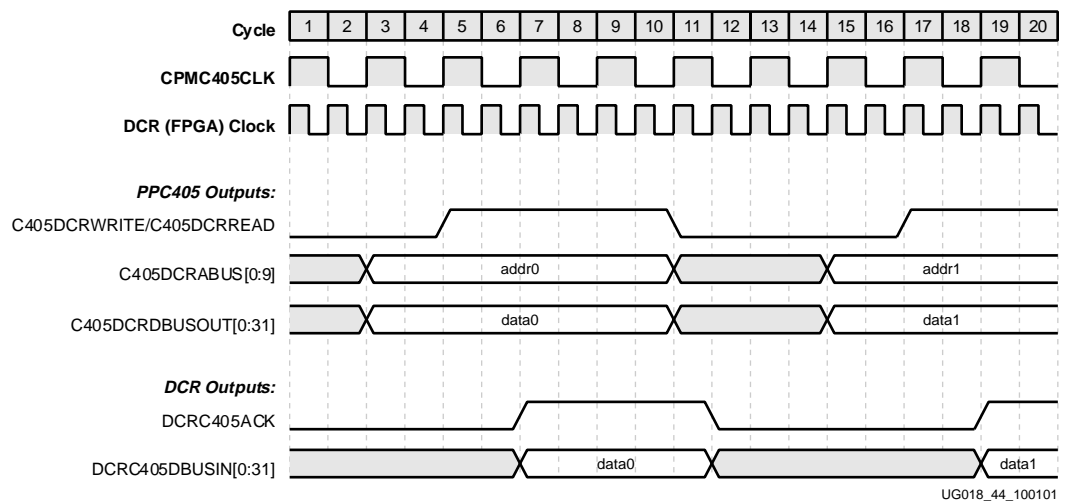 Cycle 1 2 3 4 5 6 7 8 9 10 11 12 13 14 15 16 17 18 19 20
CPMC405CLK
DCR (FPGA) Clock
PPC405 Outputs:
C405DCRWRITE/C405DCRREAD
C405DCRABUS[0:9] addr0 addr1
C405DCRDBUSOUT[0:31] data0 data1
DCR Outputs:
DCRC405ACK
DCRC405DBUSIN[0:31] data0 data1
UG018_44_100101